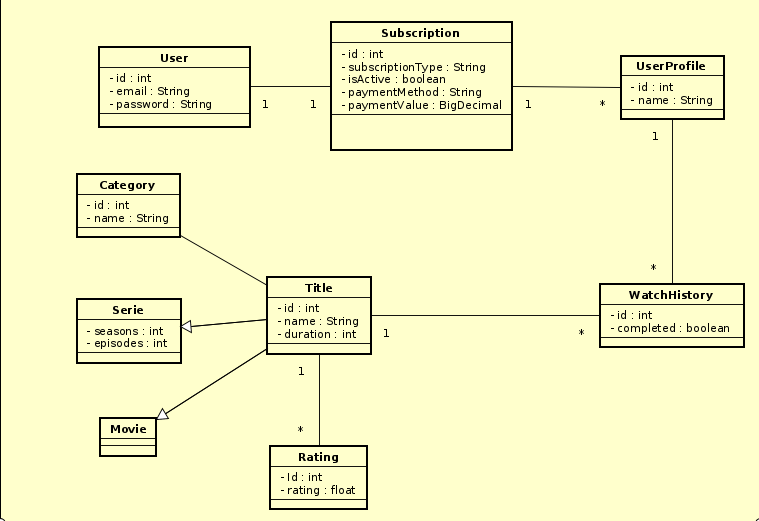 User
- id : int
- email : String
- password : String
1
1
Subscription
- id : int
- subscriptionType : String
- isActive : boolean
- paymentMethod : String
- paymentValue : BigDecimal
1
*
UserProfile
- id : int
- name : String
1
*
Category
- id : int
- name : String
Serie
- seasons : int
- episodes : int
Movie
Title
- id : int
- name : String
- duration : int
1
*
WatchHistory
- id : int
- completed : boolean
1
*
Rating
- Id : int
- rating : float